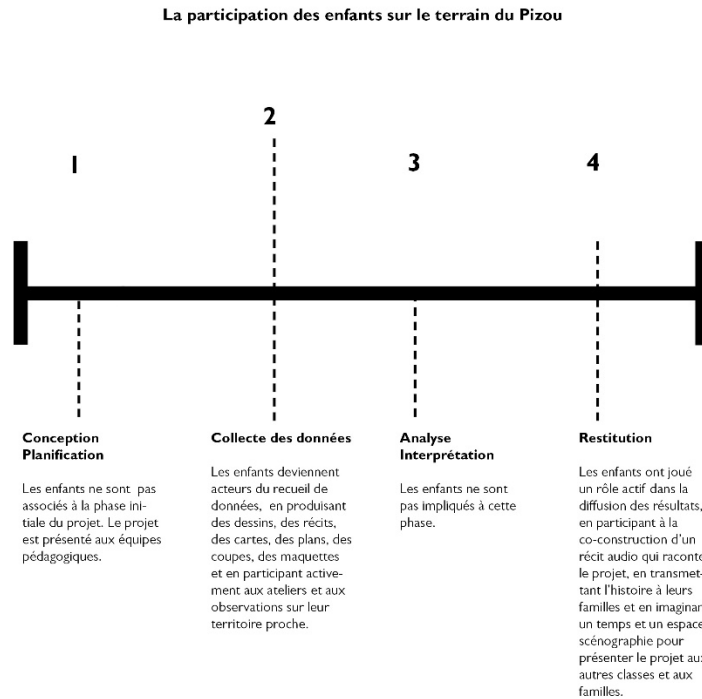 La participation des enfants sur le terrain du Pizou
1
2
3
4
Conception
Planification
Les enfants ne sont pas
associés à la phase ini-
tiale du projet. Le projet
est présenté aux équipes
pédagogiques.
Collecte des données
Les enfants deviennent
acteurs du recueil de
données, en produisant
des dessins, des récits,
des cartes, des plans, des
coupes, des maquettes
et en participant active-
ment aux ateliers et aux
observations sur leur
territoire proche.
Analyse
Interprétation
Les enfants ne sont
pas impliqués à cette
phase.
Restitution
Les enfants ont joué
un rôle actif dans la
diffusion des résultats,
en participant à la
co-construction d'un
récit audio qui raconte
le projet, en transmet-
tant l'histoire à leurs
familles et en imaginan
un temps et un espace
scénographie pour
présenter le projet aux
autres classes et aux
familles.